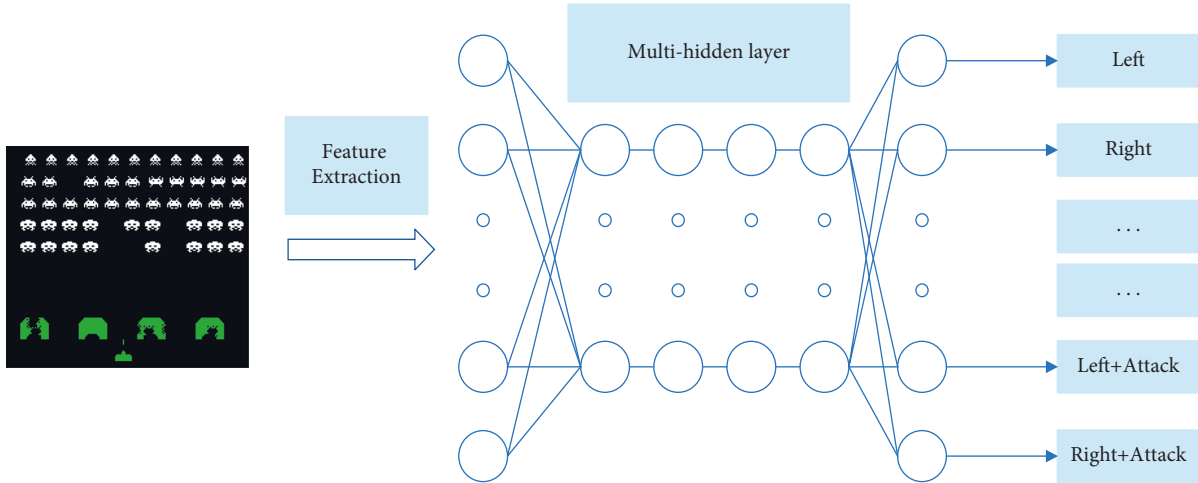 Multi-hidden layer
Feature
Extraction
Left
Right
. . .
. . .
Left+Attack
Right+Attack